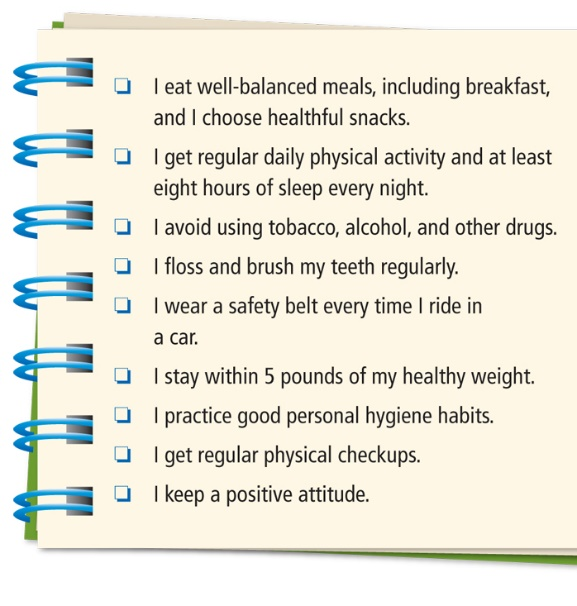 I eat well-balanced meals, including breakfast,
and I choose healthful snacks.
I get regular daily physical activity and at least
eight hours of sleep every night.
I avoid using tobacco, alcohol, and other drugs.
I floss and brush my teeth regularly.
I wear a safety belt every time I ride in
a car.
I stay within 5 pounds of my healthy weight.
I practice good personal hygiene habits.
I get regular physical checkups.
I keep a positive attitude.